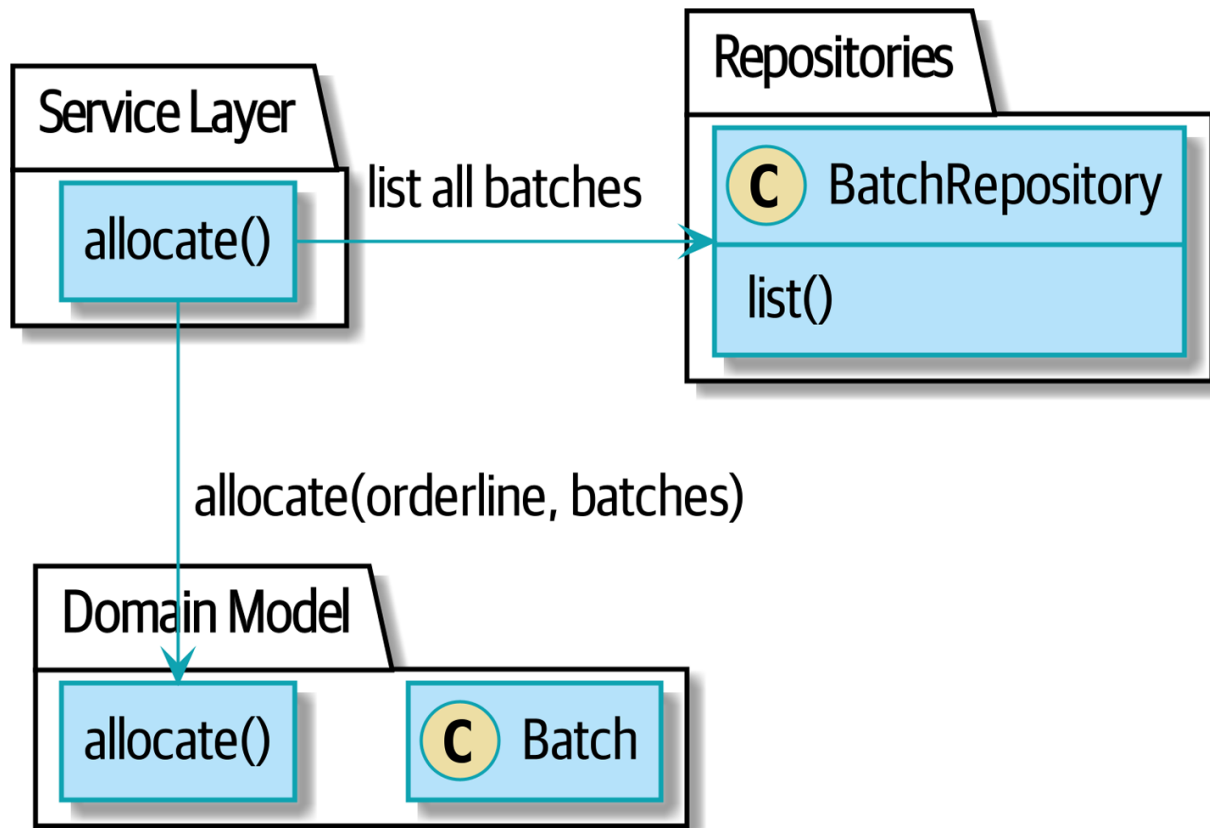 Service Layer
allocate()
list all batches
Repositories
C BatchRepository
list()
allocate(orderline, batches)
Domain Model
allocate()
C Batch